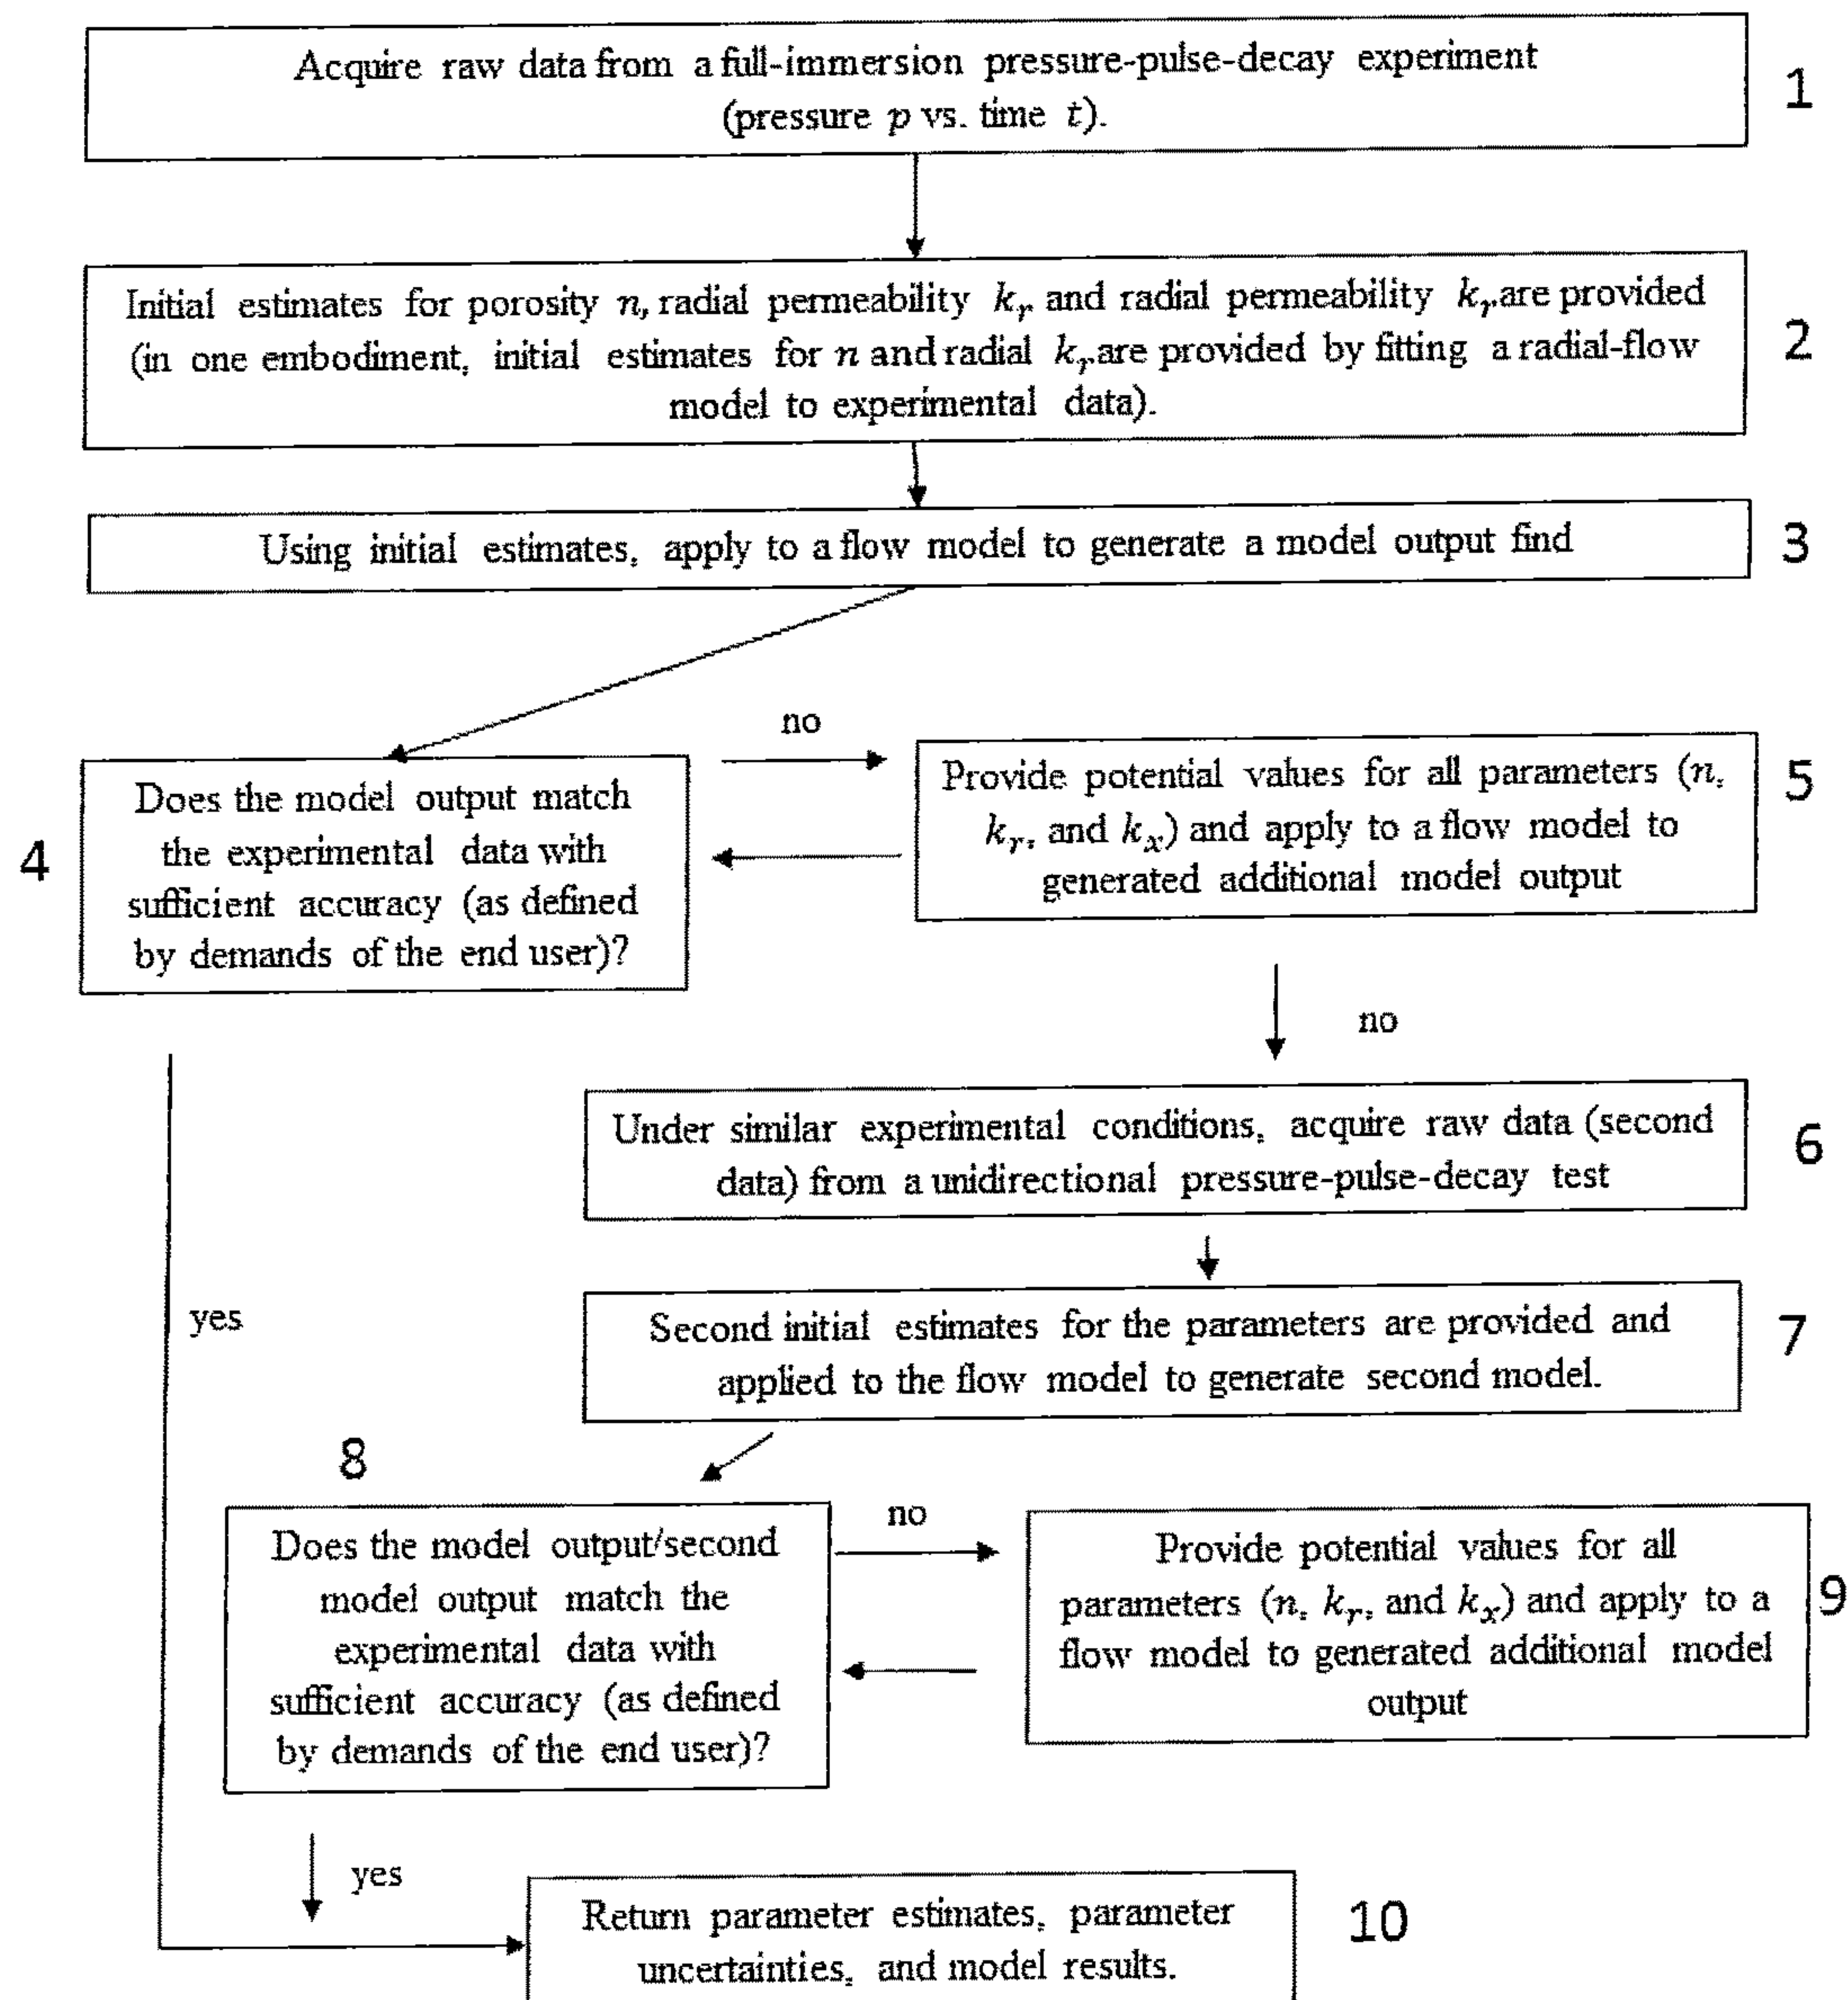 Acquire raw data from a full-immersion pressure-pulse-decay experiment
(pressure p vs. time t).
1
Initial estimates for porosity n, radial permeability kᵣ and radial permeability kᵣ are provided
(in one embodiment, initial estimates for n and radial kᵣ are provided by fitting a radial-flow
model to experimental data).
2
Using initial estimates, apply to a flow model to generate a model output find
3
no
4
Does the model output match
the experimental data with
sufficient accuracy (as defined
by demands of the end user)?
Provide potential values for all parameters (n,
kᵣ, and kₓ) and apply to a flow model to
generated additional model output
5
no
Under similar experimental conditions, acquire raw data (second
data) from a unidirectional pressure-pulse-decay test
6
yes
Second initial estimates for the parameters are provided and
applied to the flow model to generate second model.
7
8
Does the model output/second
model output match the
experimental data with
sufficient accuracy (as defined
by demands of the end user)?
no
Provide potential values for all
parameters (n, kᵣ, and kₓ) and apply to a
flow model to generated additional model
output
9
yes
Return parameter estimates, parameter
uncertainties, and model results.
10